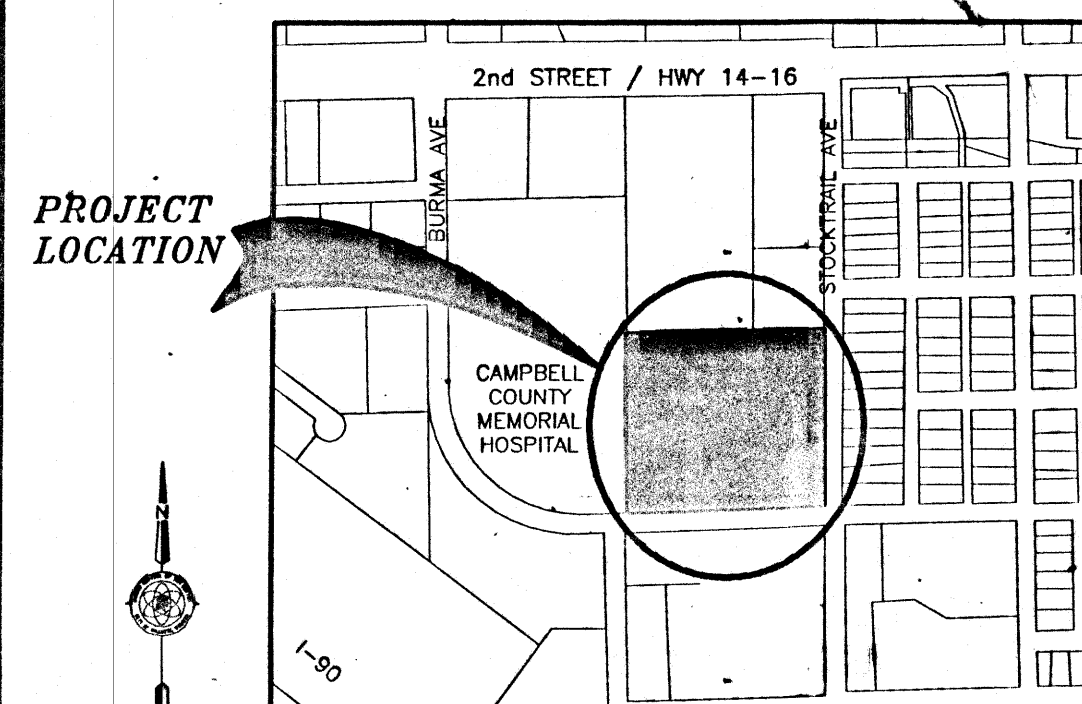 2nd STREET / HWY 14-16
BURMA AVE
STOCKTRAIL AVE
PROJECT
LOCATION
CAMPBELL
COUNTY
MEMORIAL
HOSPITAL
N
I-90